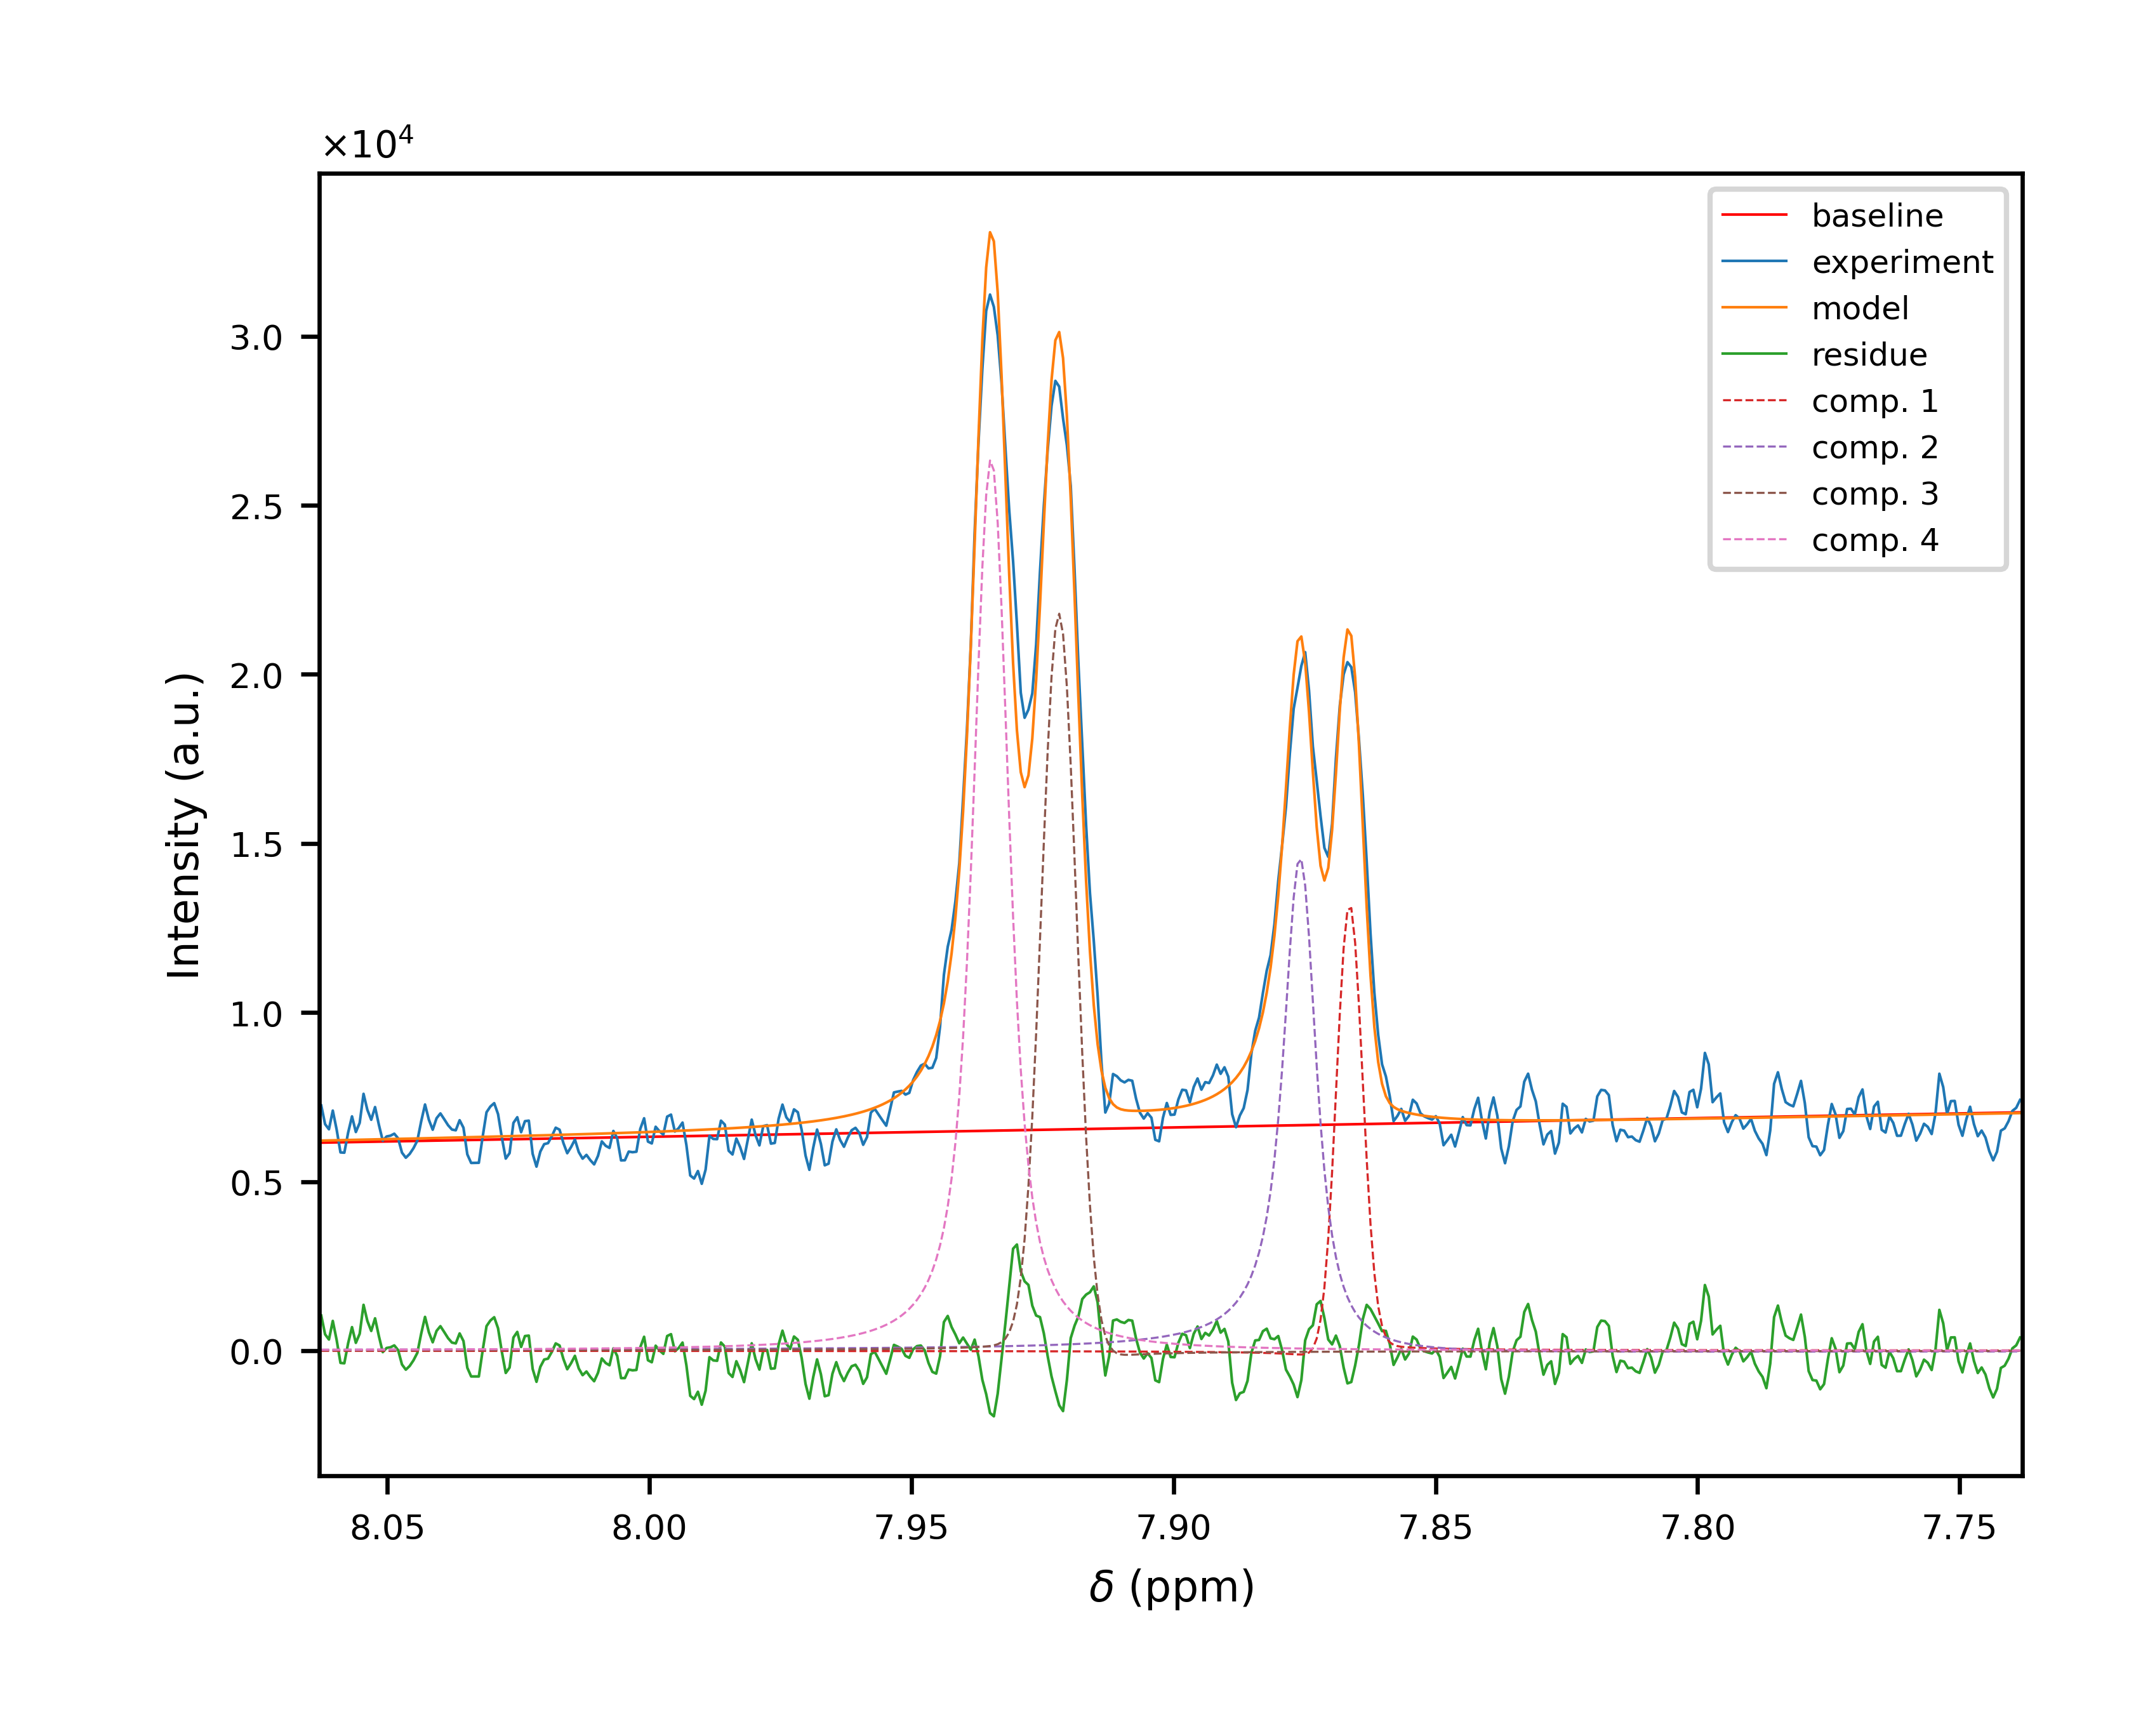 ×10⁴
baseline
experiment
model
residue
comp. 1
comp. 2
comp. 3
comp. 4
Intensity (a.u.)
3.0
2.5
2.0
1.5
1.0
0.5
0.0
8.05 8.00 7.95 7.90 7.85 7.80 7.75
δ (ppm)